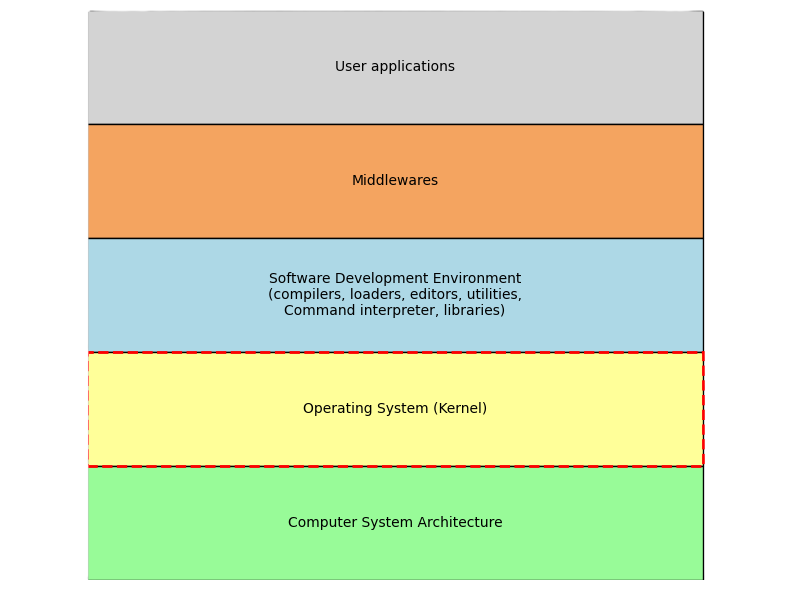 User applications
Middlewares
Software Development Environment
(compilers, loaders, editors, utilities,
Command interpreter, libraries)
Operating System (Kernel)
Computer System Architecture